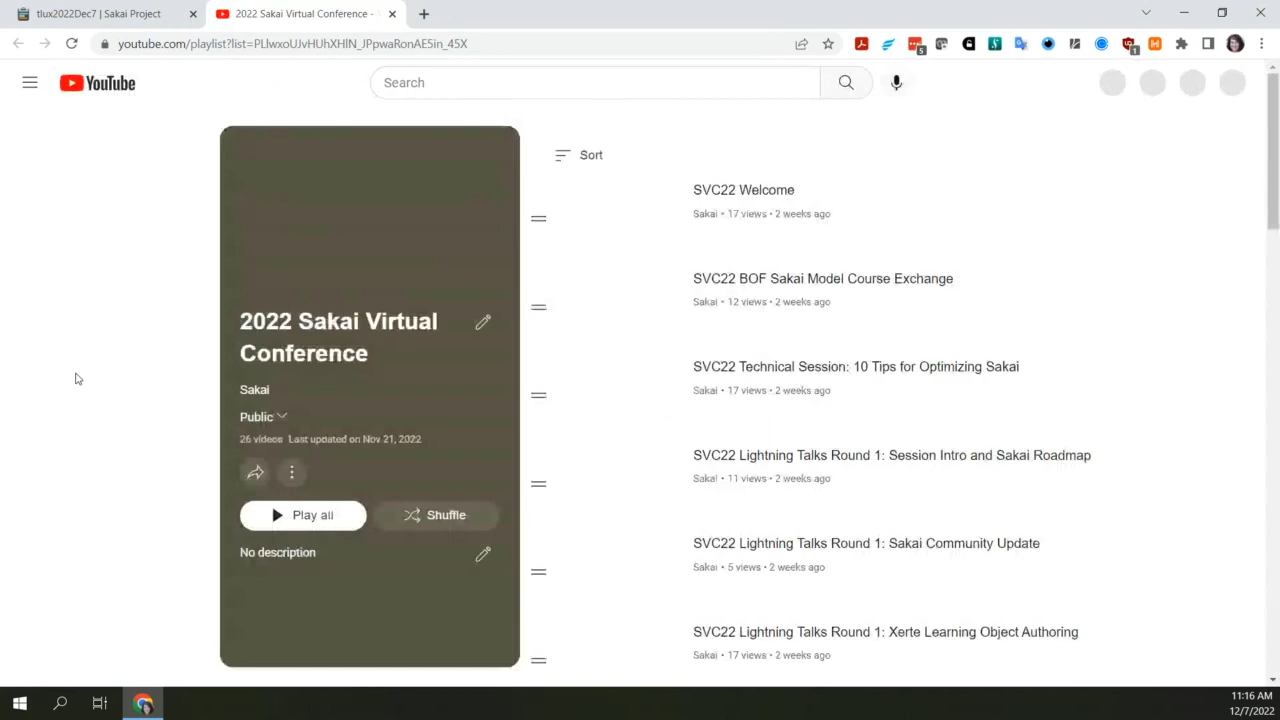 tlux2022Dec7 | Sakai Project
2022 Sakai Virtual Conference -
youtube.com/playlist?list=PLlwxoUJvHUhXHlN_JPpwaRonAE5in_45X
5
1
YouTube
Search
Sort
2022 Sakai Virtual
Conference
Sakai
Public
26 videos Last updated on Nov 21, 2022
Play all
Shuffle
No description
SVC22 Welcome
Sakai • 17 views • 2 weeks ago
SVC22 BOF Sakai Model Course Exchange
Sakai • 12 views • 2 weeks ago
SVC22 Technical Session: 10 Tips for Optimizing Sakai
Sakai • 17 views • 2 weeks ago
SVC22 Lightning Talks Round 1: Session Intro and Sakai Roadmap
Sakai • 11 views • 2 weeks ago
SVC22 Lightning Talks Round 1: Sakai Community Update
Sakai • 5 views • 2 weeks ago
SVC22 Lightning Talks Round 1: Xerte Learning Object Authoring
Sakai • 17 views • 2 weeks ago
11:16 AM
12/7/2022